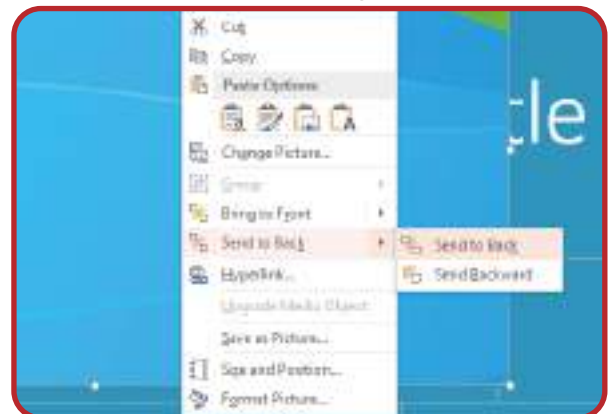 Cut
Copy
Paste Options
Change Picture...
Group
Bring to Front
Send to Back
Send to Back
Send Backward
Hyperlink...
Upgrade Media Object
Save as Picture...
Size and Position...
Format Picture...
tle